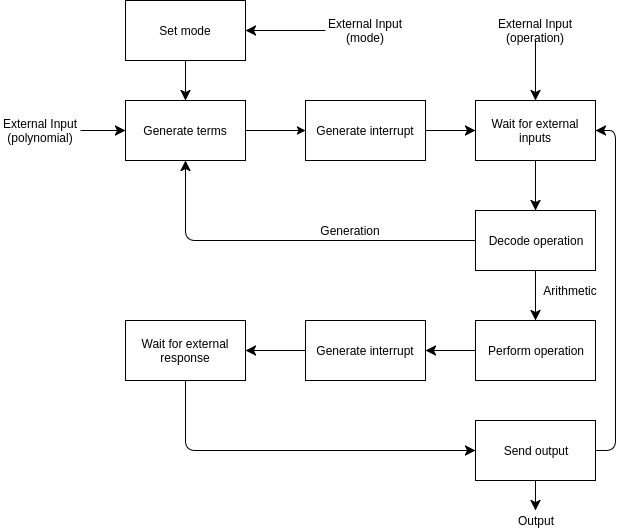 Set mode
External Input
(mode)
External Input
(operation)
External Input
(polynomial)
Generate terms
Generate interrupt
Wait for external
inputs
Generation
Decode operation
Arithmetic
Wait for external
response
Generate interrupt
Perform operation
Send output
Output